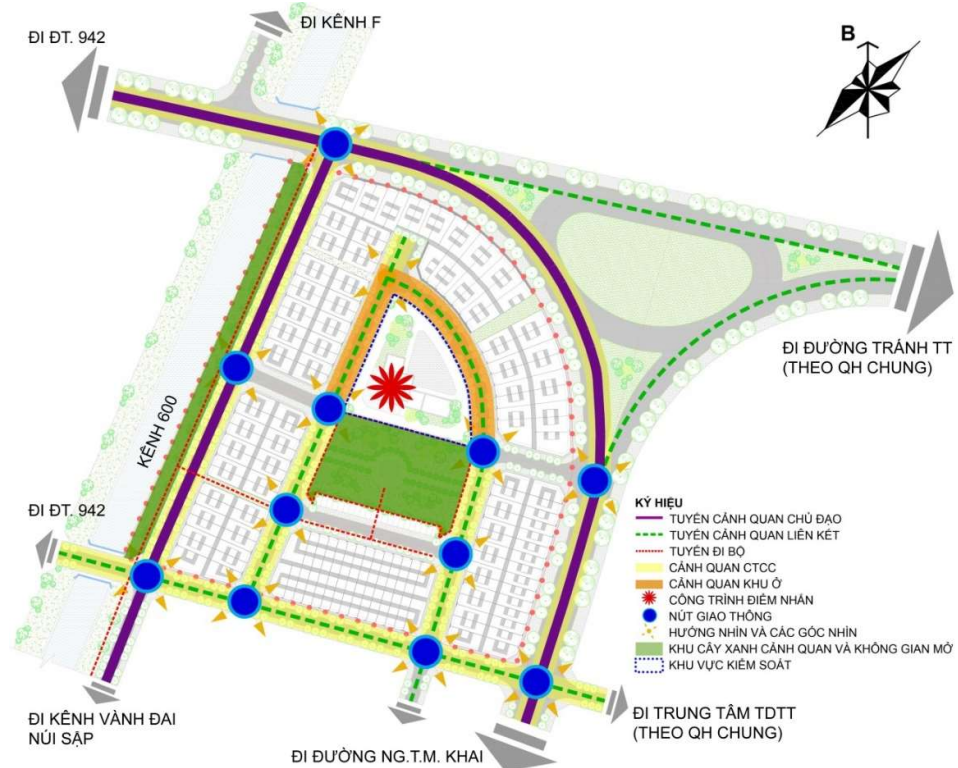 ĐI KÊNH F
ĐI ĐT. 942
B
ĐI ĐƯỜNG TRÁNH TT
(THEO QH CHUNG)
KÊNH 600
ĐI ĐT. 942
KÝ HIỆU
TUYẾN CẢNH QUAN CHỦ ĐẠO
TUYẾN CẢNH QUAN LIÊN KẾT
TUYẾN ĐI BỘ
CẢNH QUAN CTCC
CẢNH QUAN KHU Ở
CÔNG TRÌNH ĐIỂM NHẤN
NÚT GIAO THÔNG
HƯỚNG NHÌN VÀ CÁC GÓC NHÌN
KHU CÂY XANH CẢNH QUAN VÀ KHÔNG GIAN MỞ
KHU VỰC KIỂM SOÁT
ĐI KÊNH VÀNH ĐAI
NÚI SẬP
ĐI TRUNG TÂM TDTT
(THEO QH CHUNG)
ĐI ĐƯỜNG NG.T.M. KHAI